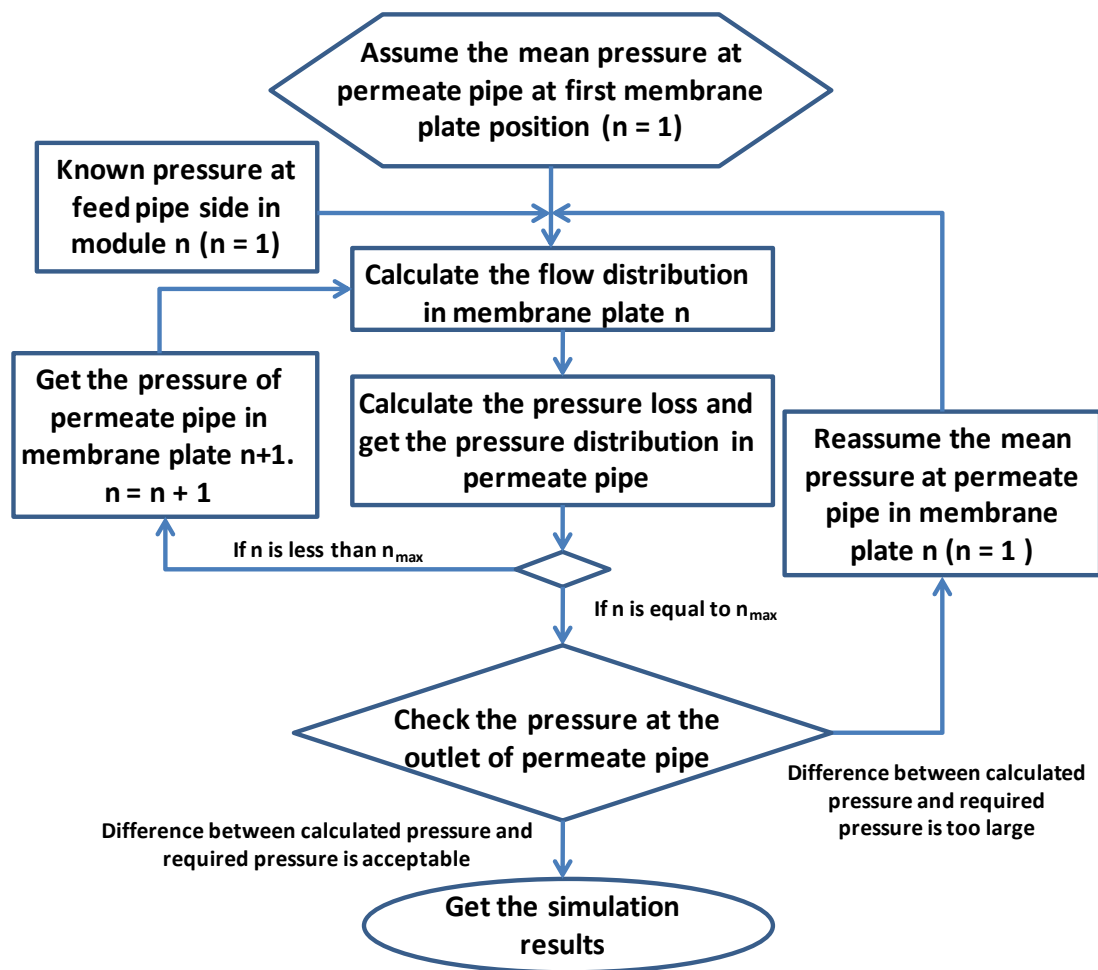 Assume the mean pressure at
permeate pipe at first membrane
plate position (n = 1)
Known pressure at
feed pipe side in
module n (n = 1)
Calculate the flow distribution
in membrane plate n
Get the pressure of
permeate pipe in
membrane plate n+1.
n = n + 1
Calculate the pressure loss and
get the pressure distribution in
permeate pipe
Reassume the mean
pressure at permeate
pipe in membrane
plate n (n = 1 )
If n is less than nmax
If n is equal to nmax
Check the pressure at the
outlet of permeate pipe
Difference between calculated
pressure and required
pressure is too large
Difference between calculated pressure and
required pressure is acceptable
Get the simulation
results